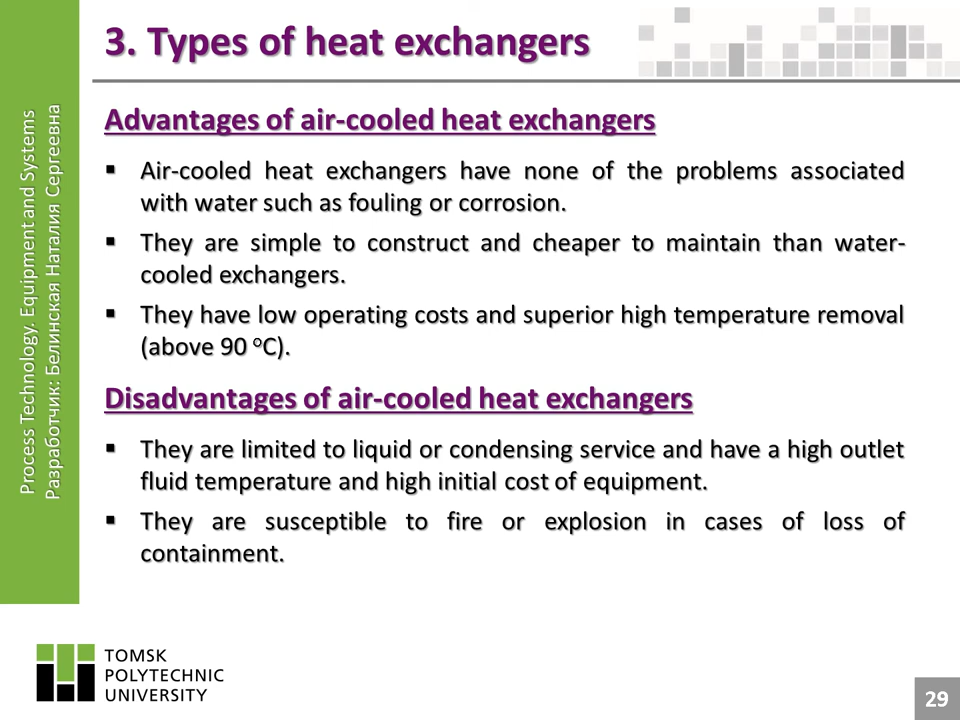 3. Types of heat exchangers
Process Technology. Equipment and Systems
Разработчик: Белинская Наталия Сергеевна
Advantages of air-cooled heat exchangers
▪ Air-cooled heat exchangers have none of the problems associated
with water such as fouling or corrosion.
▪ They are simple to construct and cheaper to maintain than water-
cooled exchangers.
▪ They have low operating costs and superior high temperature removal
(above 90 ºC).
Disadvantages of air-cooled heat exchangers
▪ They are limited to liquid or condensing service and have a high outlet
fluid temperature and high initial cost of equipment.
▪ They are susceptible to fire or explosion in cases of loss of
containment.
TOMSK
POLYTECHNIC
UNIVERSITY
29